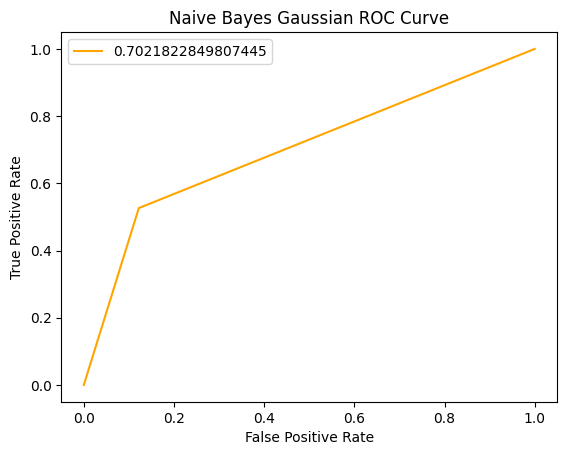 Naive Bayes Gaussian ROC Curve
0.7021822849807445
1.0
0.8
0.6
0.4
0.2
0.0
True Positive Rate
0.0 0.2 0.4 0.6 0.8 1.0
False Positive Rate